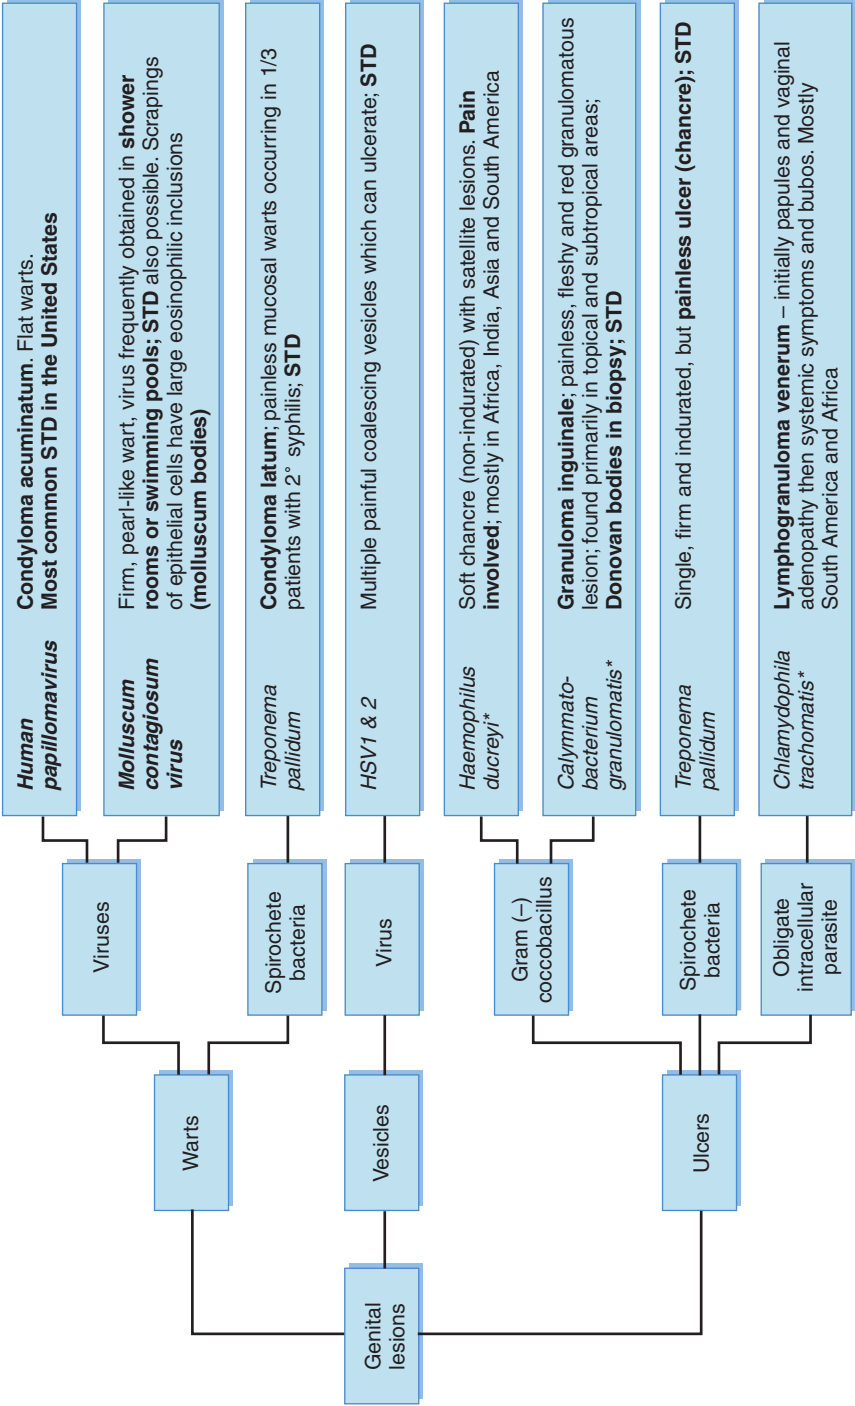 Genital
lesions
Warts
Viruses
Human
papillomavirus
Condyloma acuminatum. Flat warts.
Most common STD in the United States
Molluscum
contagiosum
virus
Firm, pearl-like wart, virus frequently obtained in shower
rooms or swimming pools; STD also possible. Scrapings
of epithelial cells have large eosinophilic inclusions
(molluscum bodies)
Spirochete
bacteria
Treponema
pallidum
Condyloma latum; painless mucosal warts occurring in 1/3
patients with 2° syphilis; STD
Vesicles
Virus
HSV1 & 2
Multiple painful coalescing vesicles which can ulcerate; STD
Ulcers
Gram (–)
coccobacillus
Haemophilus
ducreyi*
Soft chancre (non-indurated) with satellite lesions. Pain
involved; mostly in Africa, India, Asia and South America
Calymmato-
bacterium
granulomatis*
Granuloma inguinale; painless, fleshy and red granulomatous
lesion; found primarily in topical and subtropical areas;
Donovan bodies in biopsy; STD
Spirochete
bacteria
Treponema
pallidum
Single, firm and indurated, but painless ulcer (chancre); STD
Obligate
intracellular
parasite
Chlamydophila
trachomatis*
Lymphogranuloma venerum – initially papules and vaginal
adenopathy then systemic symptoms and bubos. Mostly
South America and Africa